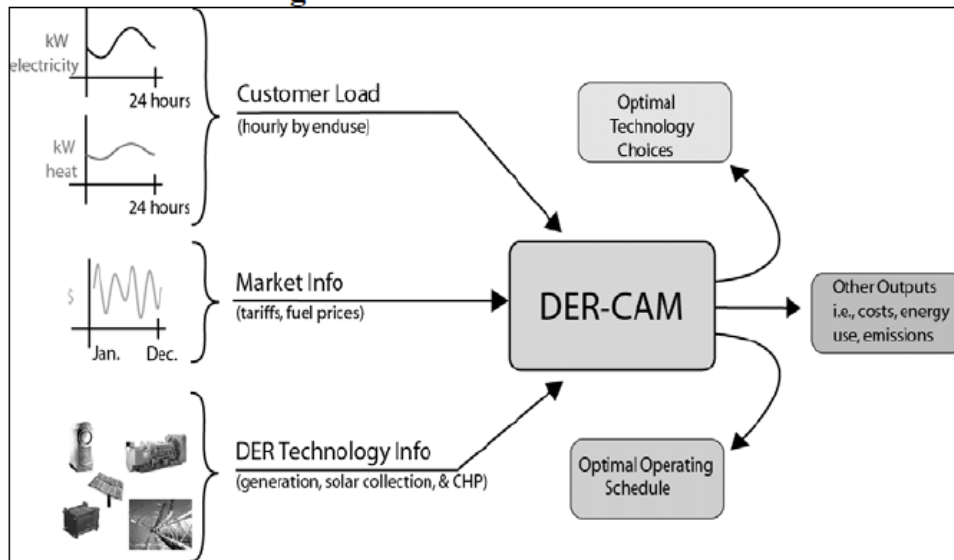 kW
electricity
24 hours
kW
heat
24 hours
Customer Load
(hourly by enduse)
$
Jan. Dec.
Market Info
(tariffs, fuel prices)
DER Technology Info
(generation, solar collection, & CHP)
DER-CAM
Optimal
Technology
Choices
Other Outputs
i.e., costs, energy
use, emissions
Optimal Operating
Schedule